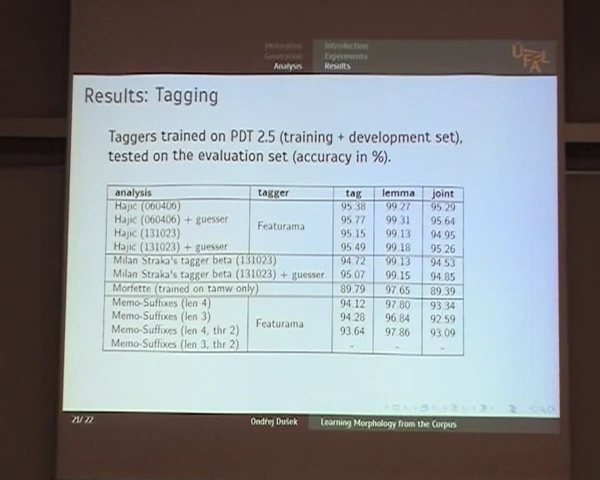 Motivation Introduction
Generation Experiments
Analysis Results
ÚFAL
Results: Tagging
Taggers trained on PDT 2.5 (training + development set),
tested on the evaluation set (accuracy in %).
analysis tagger tag lemma joint
Hajič (060406) 95.38 99.27 95.29
Hajič (060406) + guesser 95.77 99.31 95.64
Featurama
Hajič (131023) 95.15 99.13 94.95
Hajič (131023) + guesser 95.49 99.18 95.26
Milan Straka's tagger beta (131023) 94.72 99.13 94.53
Milan Straka's tagger beta (131023) + guesser 95.07 99.15 94.85
Morfette (trained on tamw only) 89.79 97.65 89.39
Memo-Suffixes (len 4) 94.12 97.80 93.34
Memo-Suffixes (len 3) 94.28 96.84 92.59
Featurama
Memo-Suffixes (len 4, thr 2) 93.64 97.86 93.09
Memo-Suffixes (len 3, thr 2) - - -
21/22 Ondřej Dušek Learning Morphology from the Corpus